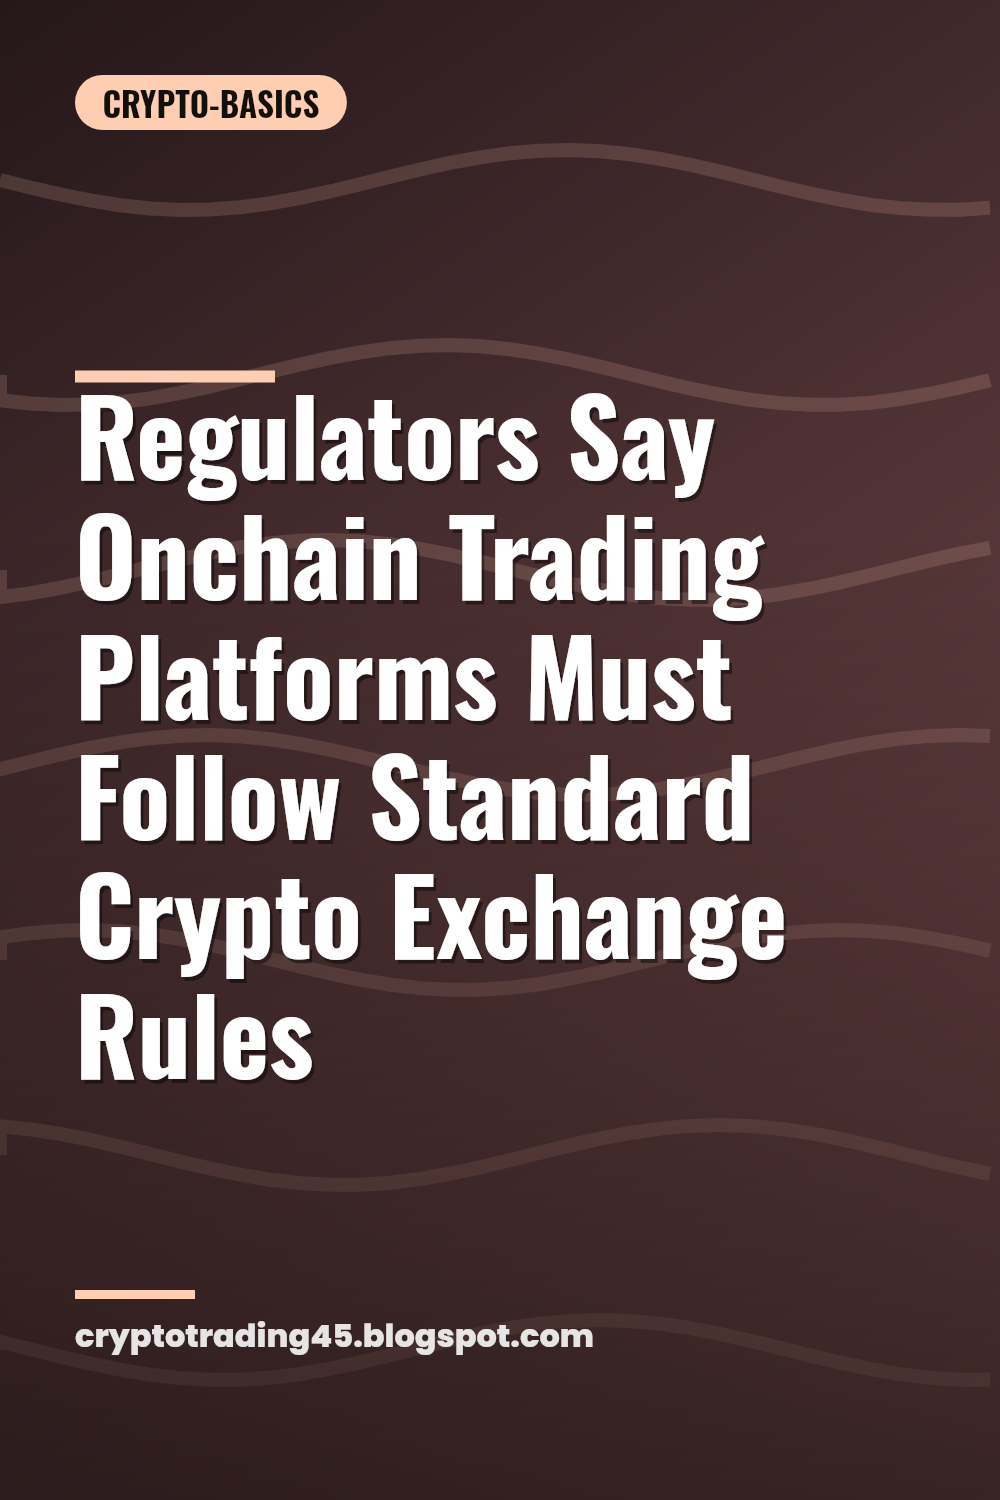 CRYPTO-BASICS
Regulators Say
Onchain Trading
Platforms Must
Follow Standard
Crypto Exchange
Rules
cryptotrading45.blogspot.com